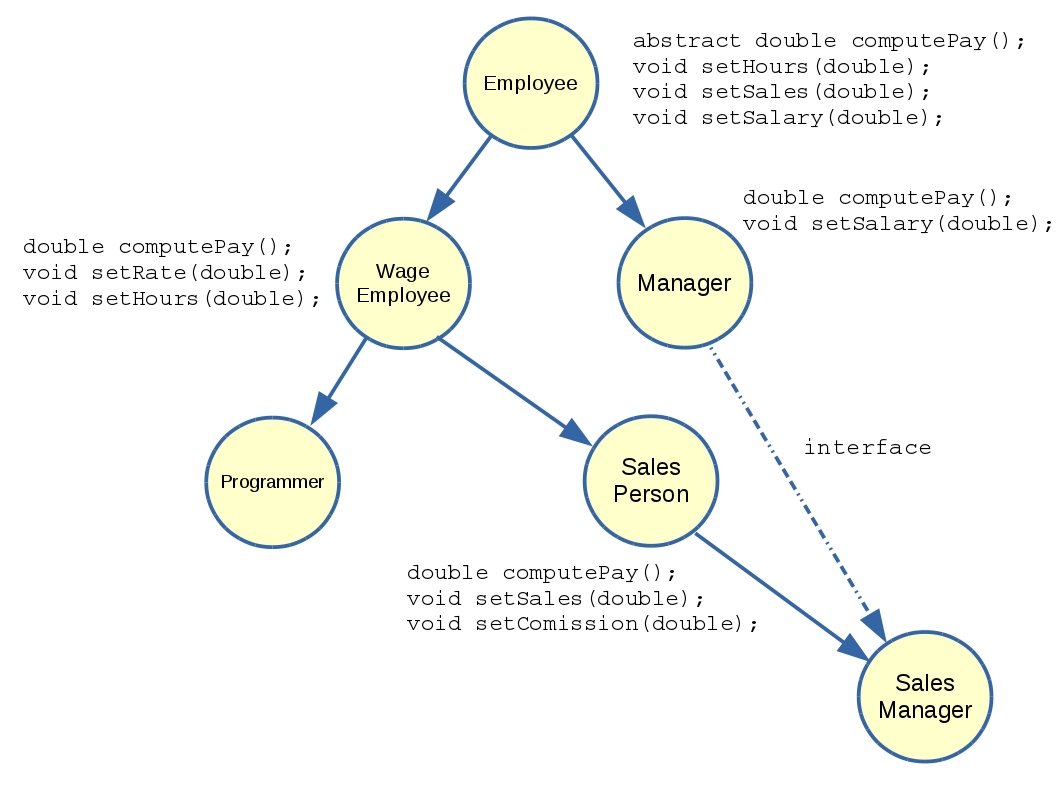 Employee
abstract double computePay();
void setHours(double);
void setSales(double);
void setSalary(double);
double computePay();
void setSalary(double);
Manager
double computePay();
void setRate(double);
void setHours(double);
Wage
Employee
Programmer
Sales
Person
interface
double computePay();
void setSales(double);
void setComission(double);
Sales
Manager